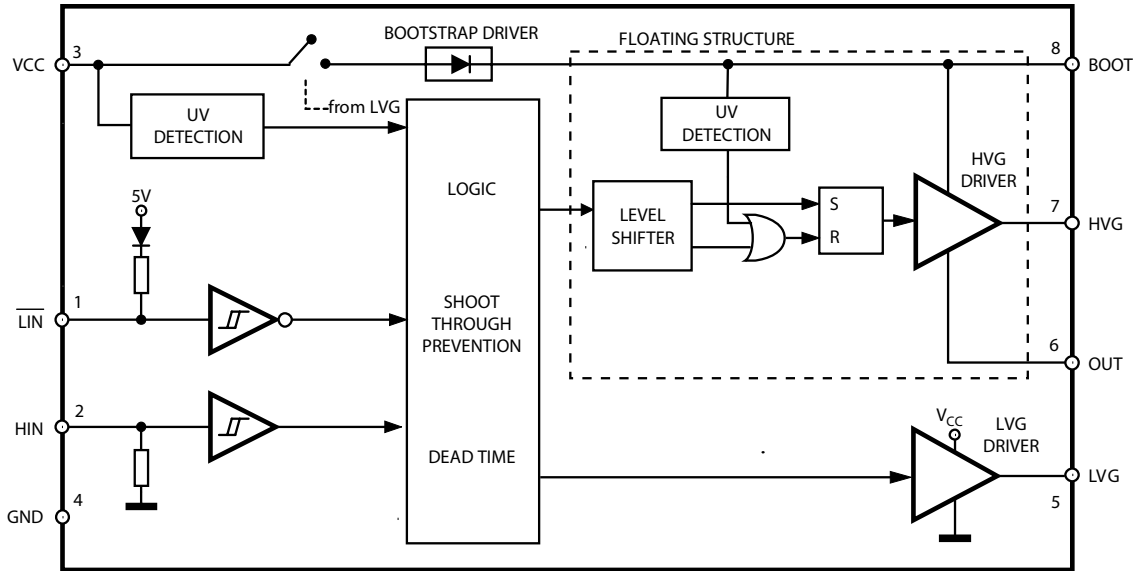 BOOTSTRAP DRIVER
FLOATING STRUCTURE
3
8
VCC
BOOT
from LVG
UV
DETECTION
UV
DETECTION
HVG
DRIVER
LOGIC
5V
LEVEL
SHIFTER
S
R
7
HVG
1
LIN
SHOOT
THROUGH
PREVENTION
6
OUT
2
HIN
VCC
LVG
DRIVER
DEAD TIME
4
GND
LVG
5